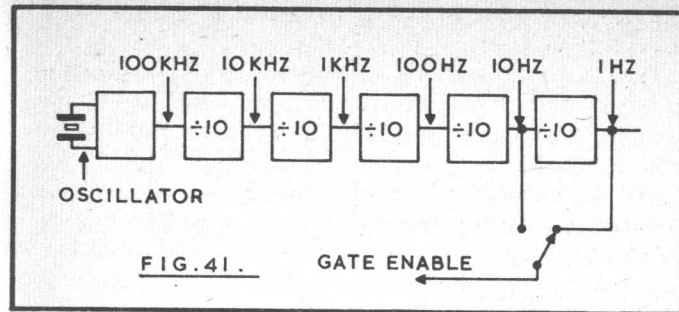 100KHZ 10KHZ 1KHZ 100HZ 10HZ 1HZ
÷10 ÷10 ÷10 ÷10 ÷10
OSCILLATOR
FIG.41. GATE ENABLE